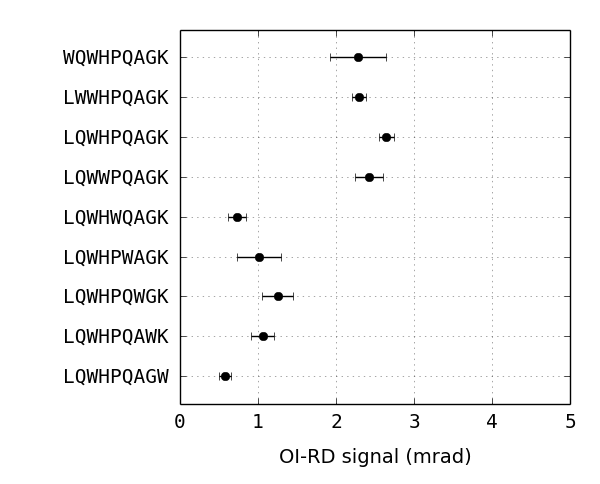 WQWHPQAGK
LWWHPQAGK
LQWHPQAGK
LQWWPQAGK
LQWHWQAGK
LQWHPWAGK
LQWHPQWGK
LQWHPQAWK
LQWHPQAGW
0 1 2 3 4 5
OI-RD signal (mrad)